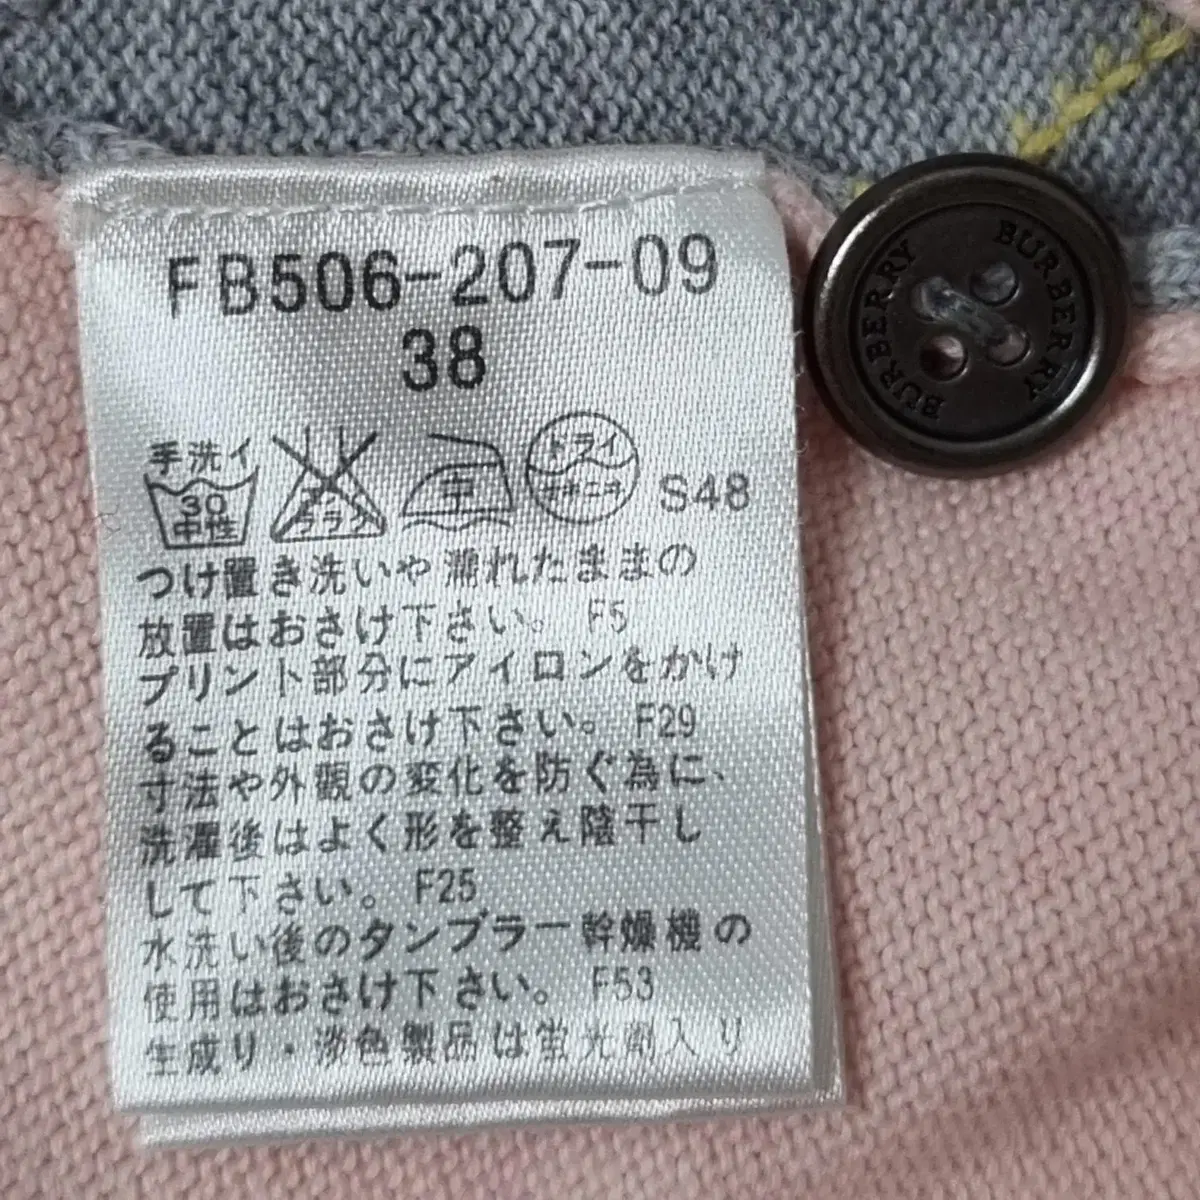 FB506-207-09
38
手洗イ
30
中性
エンソサラシ
中
ドライ
セキユ系
S48
つけ置き洗いや濡れたままの
放置はおさけ下さい。 F5
プリント部分にアイロンをかけ
ることはおさけ下さい。 F29
寸法や外観の変化を防ぐ為に、
洗濯後はよく形を整え陰干し
して下さい。 F25
水洗い後のタンブラー幹燥機の
使用はおさけ下さい。 F53
生成り・淡色製品は蛍光剤入り
BURBERRY
BURBERRY